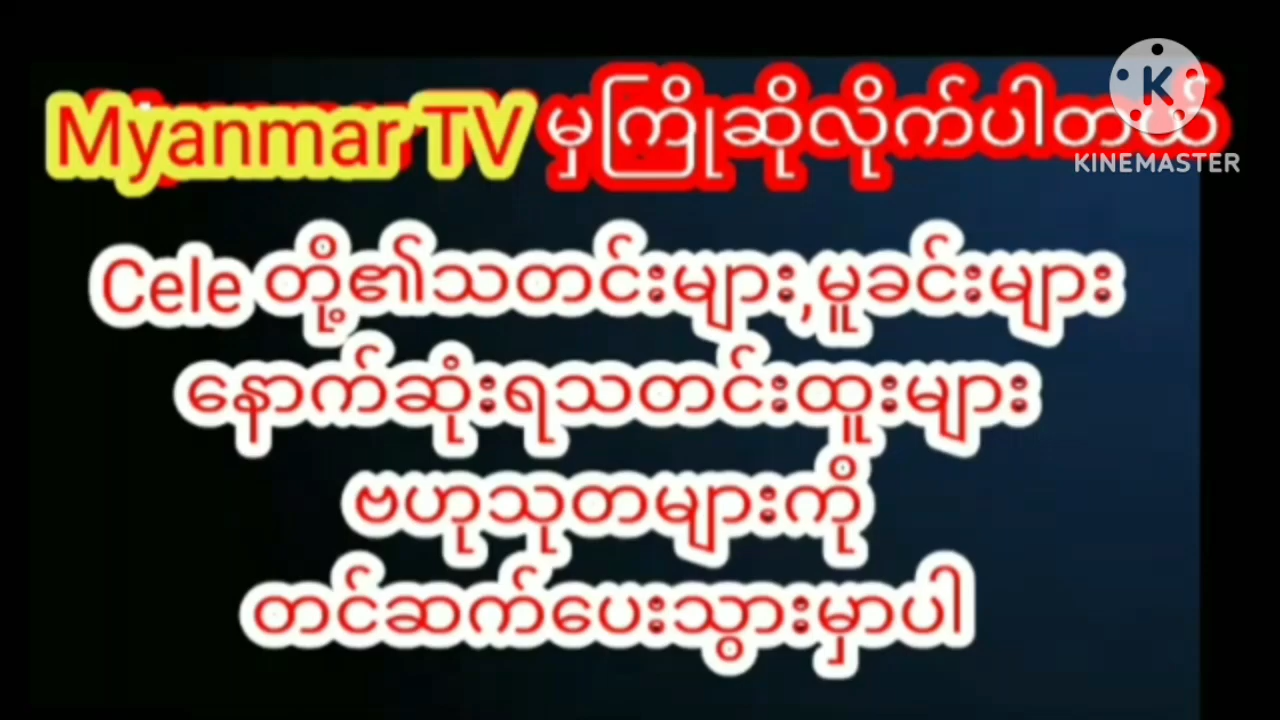 Myanmar TV မှကြိုဆိုလိုက်ပါတယ်
KINEMASTER
Cele တို့၏သတင်းများ,မူခင်းများ
နောက်ဆုံးရသတင်းထူးများ
ဗဟုသုတများကို
တင်ဆက်ပေးသွားမှာပါ